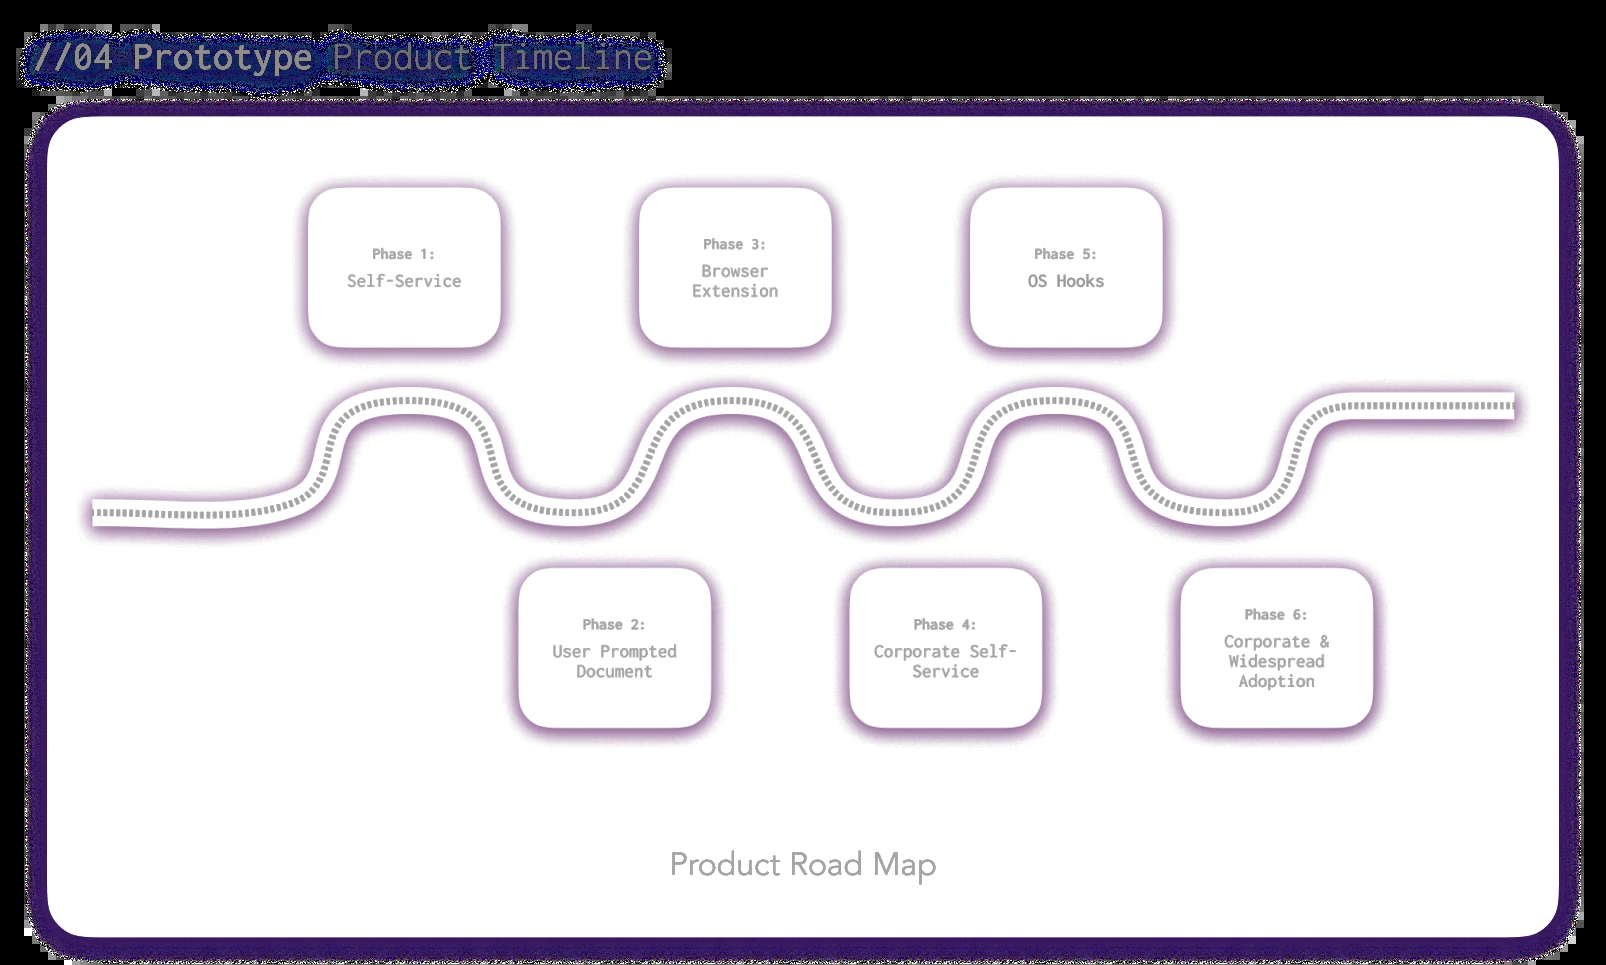 //04 Prototype Product Timeline
Phase 1:
Self-Service
Phase 2:
User Prompted
Document
Phase 3:
Browser
Extension
Phase 4:
Corporate Self-
Service
Phase 5:
OS Hooks
Phase 6:
Corporate &
Widespread
Adoption
Product Road Map